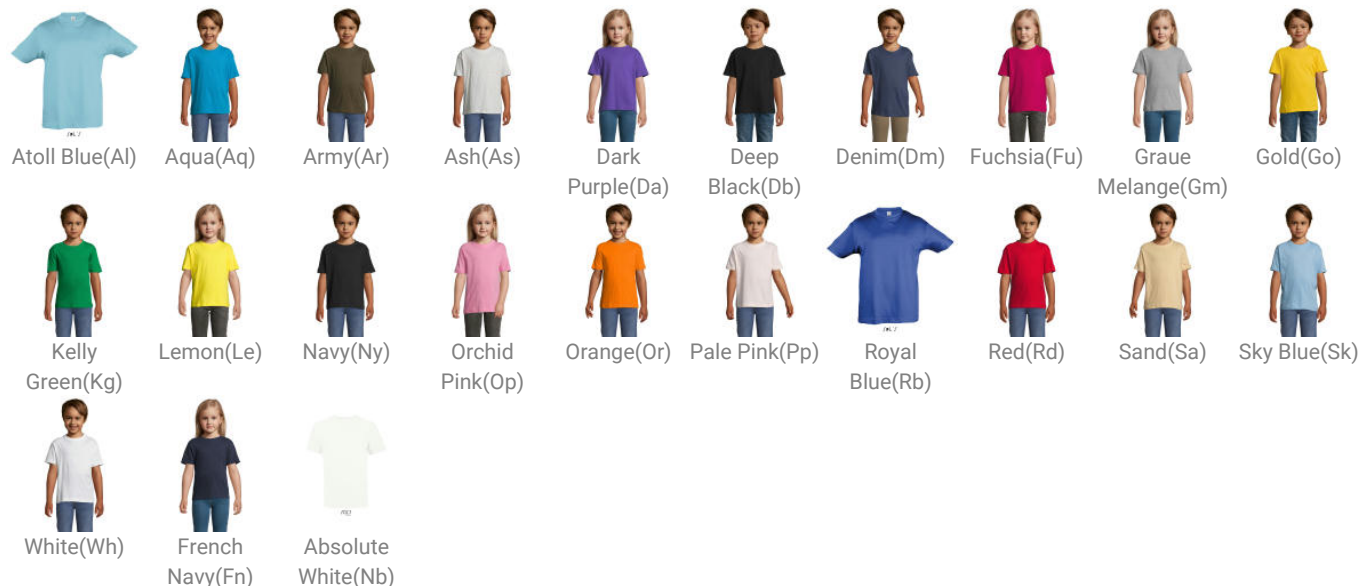 Atoll Blue(Al)
Aqua(Aq)
Army(Ar)
Ash(As)
Dark
Purple(Da)
Deep
Black(Db)
Denim(Dm)
Fuchsia(Fu)
Graue
Melange(Gm)
Gold(Go)
Kelly
Green(Kg)
Lemon(Le)
Navy(Ny)
Orchid
Pink(Op)
Orange(Or)
Pale Pink(Pp)
Royal
Blue(Rb)
Red(Rd)
Sand(Sa)
Sky Blue(Sk)
White(Wh)
French
Navy(Fn)
Absolute
White(Nb)